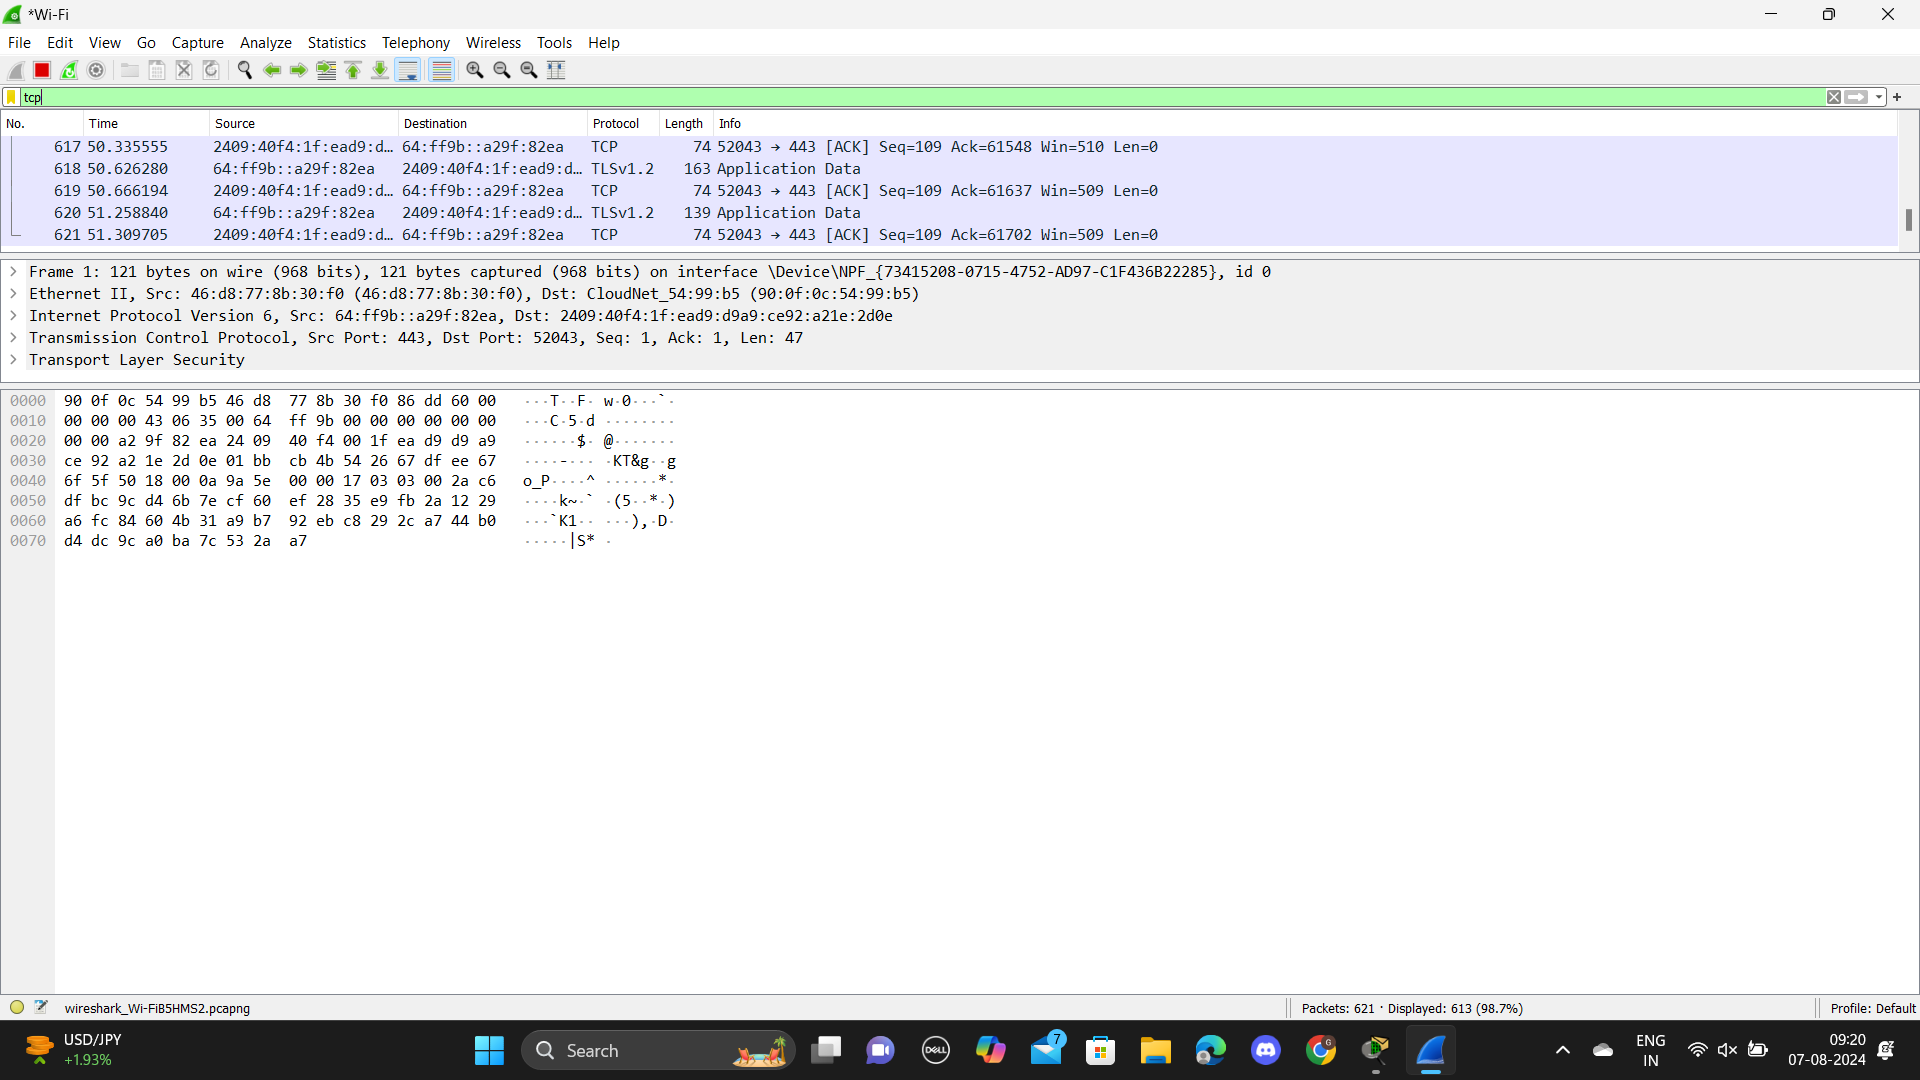 *Wi-Fi
File Edit View Go Capture Analyze Statistics Telephony Wireless Tools Help
tcp
No. Time Source Destination Protocol Length Info
617 50.335555 2409:40f4:1f:ead9:d… 64:ff9b::a29f:82ea TCP 74 52043 → 443 [ACK] Seq=109 Ack=61548 Win=510 Len=0
618 50.626280 64:ff9b::a29f:82ea 2409:40f4:1f:ead9:d… TLSv1.2 163 Application Data
619 50.666194 2409:40f4:1f:ead9:d… 64:ff9b::a29f:82ea TCP 74 52043 → 443 [ACK] Seq=109 Ack=61637 Win=509 Len=0
620 51.258840 64:ff9b::a29f:82ea 2409:40f4:1f:ead9:d… TLSv1.2 139 Application Data
621 51.309705 2409:40f4:1f:ead9:d… 64:ff9b::a29f:82ea TCP 74 52043 → 443 [ACK] Seq=109 Ack=61702 Win=509 Len=0
Frame 1: 121 bytes on wire (968 bits), 121 bytes captured (968 bits) on interface \Device\NPF_{73415208-0715-4752-AD97-C1F436B22285}, id 0
Ethernet II, Src: 46:d8:77:8b:30:f0 (46:d8:77:8b:30:f0), Dst: CloudNet_54:99:b5 (90:0f:0c:54:99:b5)
Internet Protocol Version 6, Src: 64:ff9b::a29f:82ea, Dst: 2409:40f4:1f:ead9:d9a9:ce92:a21e:2d0e
Transmission Control Protocol, Src Port: 443, Dst Port: 52043, Seq: 1, Ack: 1, Len: 47
Transport Layer Security
0000 90 0f 0c 54 99 b5 46 d8 77 8b 30 f0 86 dd 60 00 ···T··F· w·0···`·
0010 00 00 00 43 06 35 00 64 ff 9b 00 00 00 00 00 00 ···C·5·d ········
0020 00 00 a2 9f 82 ea 24 09 40 f4 00 1f ea d9 d9 a9 ······$· @·······
0030 ce 92 a2 1e 2d 0e 01 bb cb 4b 54 26 67 df ee 67 ····-··· ·KT&g··g
0040 6f 5f 50 18 00 0a 9a 5e 00 00 17 03 03 00 2a c6 o_P····^ ······*·
0050 df bc 9c d4 6b 7e cf 60 ef 28 35 e9 fb 2a 12 29 ····k~·` ·(5··*·)
0060 a6 fc 84 60 4b 31 a9 b7 92 eb c8 29 2c a7 44 b0 ···`K1·· ···),·D·
0070 d4 dc 9c a0 ba 7c 53 2a a7 ·····|S* ·
wireshark_Wi-FiB5HMS2.pcapng Packets: 621 · Displayed: 613 (98.7%) Profile: Default
USD/JPY
+1.93%
Search
DELL
7
G
ENG
IN
09:20
07-08-2024